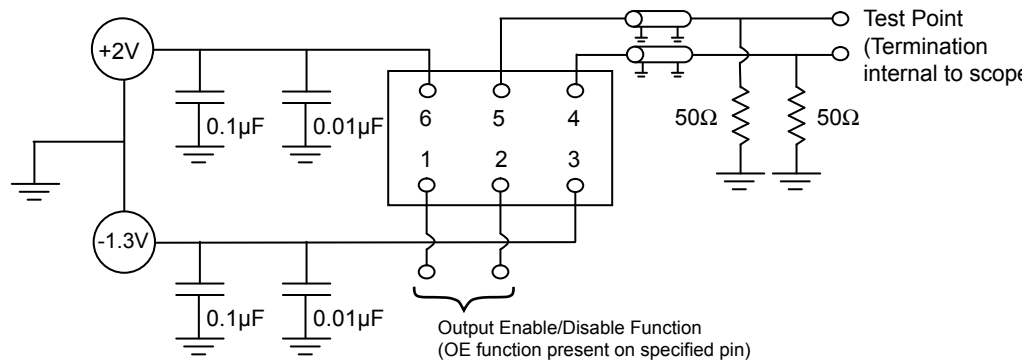 +2V
Test Point
(Termination
internal to scope
0.1µF
0.01µF
6 5 4
50Ω
50Ω
1 2 3
-1.3V
0.1µF
0.01µF
Output Enable/Disable Function
(OE function present on specified pin)